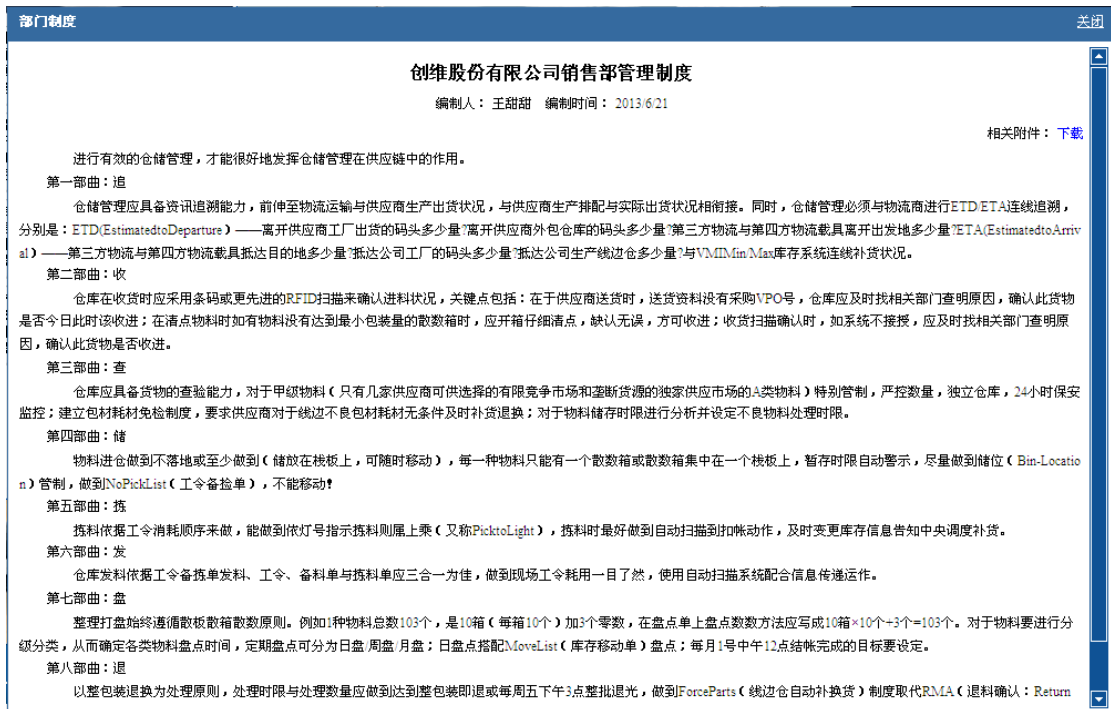 部门制度
关闭
创维股份有限公司销售部管理制度
编制人： 王甜甜 编制时间： 2013/6/21
相关附件： 下载
进行有效的仓储管理，才能很好地发挥仓储管理在供应链中的作用。
第一部曲：追
仓储管理应具备资讯追溯能力，前伸至物流运输与供应商生产出货状况，与供应商生产排配与实际出货状况相衔接。同时，仓储管理必须与物流商进行ETD/ETA连线追溯，
分别是：ETD(EstimatedtoDeparture）——离开供应商工厂出货的码头多少量?离开供应商外包仓库的码头多少量?第三方物流与第四方物流载具离开出发地多少量?ETA(EstimatedtoArriv
al）——第三方物流与第四方物流载具抵达目的地多少量?抵达公司工厂的码头多少量?抵达公司生产线边仓多少量?与VMIMin/Max库存系统连线补货状况。
第二部曲：收
仓库在收货时应采用条码或更先进的RFID扫描来确认进料状况，关键点包括：在于供应商送货时，送货资料没有采购VPO号，仓库应及时找相关部门查明原因，确认此货物
是否今日此时该收进；在清点物料时如有物料没有达到最小包装量的散数箱时，应开箱仔细清点，缺认无误，方可收进；收货扫描确认时，如系统不接授，应及时找相关部门查明原
因，确认此货物是否收进。
第三部曲：查
仓库应具备货物的查验能力，对于甲级物料（只有几家供应商可供选择的有限竞争市场和垄断货源的独家供应市场的A类物料）特别管制，严控数量，独立仓库，24小时保安
监控；建立包材耗材免检制度，要求供应商对于线边不良包材耗材无条件及时补货退换；对于物料储存时限进行分析并设定不良物料处理时限。
第四部曲：储
物料进仓做到不落地或至少做到（储放在栈板上，可随时移动），每一种物料只能有一个散数箱或散数箱集中在一个栈板上，暂存时限自动警示，尽量做到储位（Bin-Locatio
n）管制，做到NoPickList（工令备捡单），不能移动！
第五部曲：拣
拣料依据工令消耗顺序来做，能做到依灯号指示拣料则属上乘（又称PicktoLight），拣料时最好做到自动扫描到扣帐动作，及时变更库存信息告知中央调度补货。
第六部曲：发
仓库发料依据工令备拣单发料、工令、备料单与拣料单应三合一为佳，做到现场工令耗用一目了然，使用自动扫描系统配合信息传递运作。
第七部曲：盘
整理打盘始终遵循散板散箱散数原则。例如1种物料总数103个，是10箱（每箱10个）加3个零数，在盘点单上盘点数数方法应写成10箱×10个+3个=103个。对于物料要进行分
级分类，从而确定各类物料盘点时间，定期盘点可分为日盘/周盘/月盘；日盘点搭配MoveList（库存移动单）盘点；每月1号中午12点结帐完成的目标要设定。
第八部曲：退
以整包装退换为处理原则，处理时限与处理数量应做到达到整包装即退或每周五下午3点整批退光，做到ForceParts（线边仓自动补换货）制度取代RMA（退料确认：Return